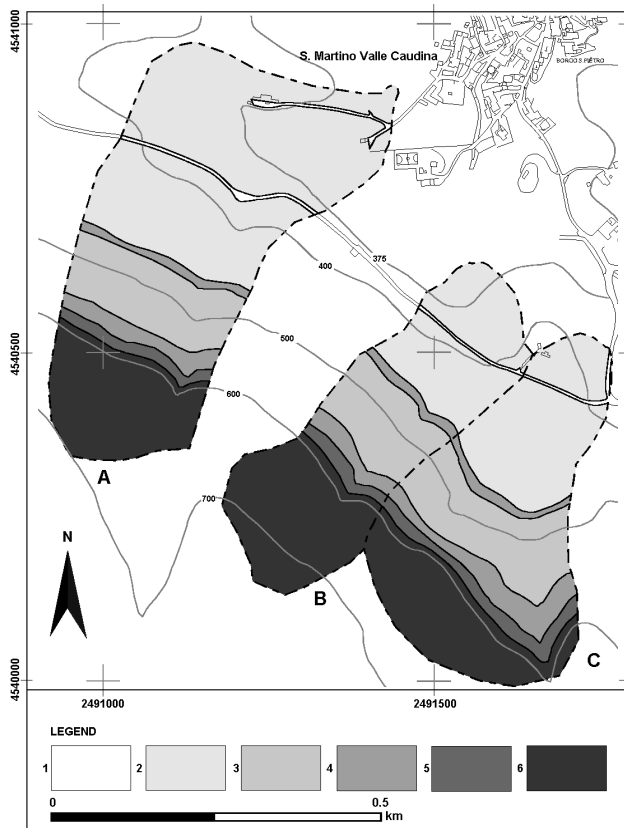 4541000
S. Martino Valle Caudina
BORGO S. PIETRO
375
400
4540500
500
600
A
700
N
B
C
4540000
2491000
2491500
LEGEND
1 2 3 4 5 6
0 0.5
km